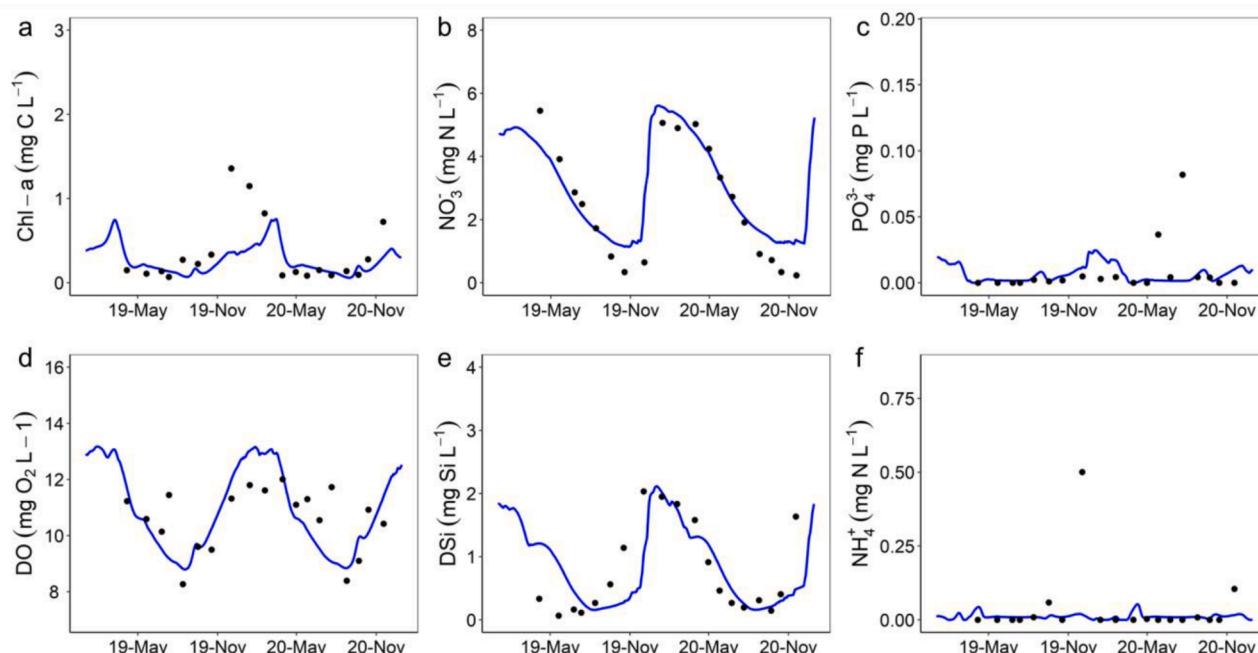 a
Chl−a (mg C L⁻¹)
3
2
1
0
19-May 19-Nov 20-May 20-Nov
b
NO₃⁻ (mg N L⁻¹)
8
6
4
2
0
19-May 19-Nov 20-May 20-Nov
c
PO₄³⁻ (mg P L⁻¹)
0.20
0.15
0.10
0.05
0.00
19-May 19-Nov 20-May 20-Nov
d
DO (mg O₂ L−1)
16
14
12
10
8
19-May 19-Nov 20-May 20-Nov
e
DSi (mg Si L⁻¹)
4
3
2
1
0
19-May 19-Nov 20-May 20-Nov
f
NH₄⁺ (mg N L⁻¹)
0.75
0.50
0.25
0.00
19-May 19-Nov 20-May 20-Nov